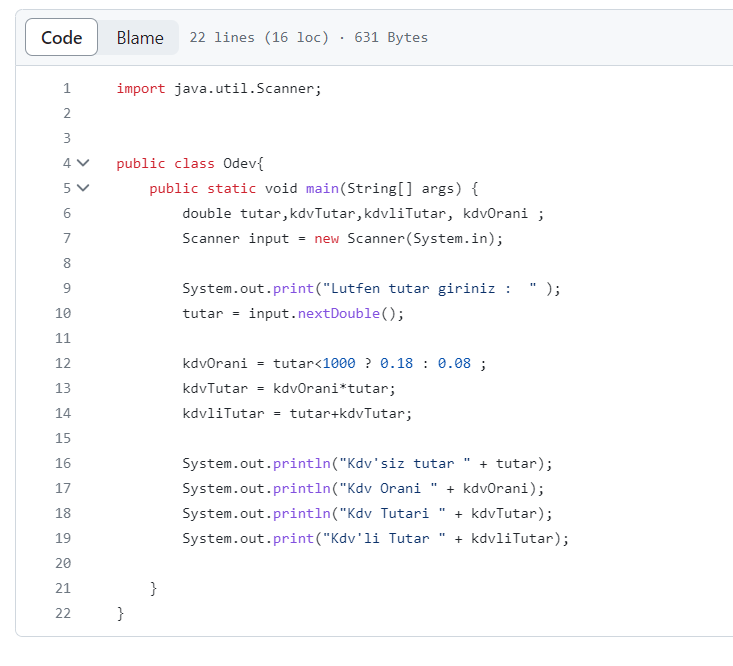 Code Blame 22 lines (16 loc) · 631 Bytes
1 import java.util.Scanner;
2
3
4 public class Odev{
5 public static void main(String[] args) {
6 double tutar,kdvTutar,kdvliTutar, kdvOrani ;
7 Scanner input = new Scanner(System.in);
8
9 System.out.print("Lutfen tutar giriniz :  " );
10 tutar = input.nextDouble();
11
12 kdvOrani = tutar<1000 ? 0.18 : 0.08 ;
13 kdvTutar = kdvOrani*tutar;
14 kdvliTutar = tutar+kdvTutar;
15
16 System.out.println("Kdv'siz tutar " + tutar);
17 System.out.println("Kdv Orani " + kdvOrani);
18 System.out.println("Kdv Tutari " + kdvTutar);
19 System.out.print("Kdv'li Tutar " + kdvliTutar);
20
21 }
22 }